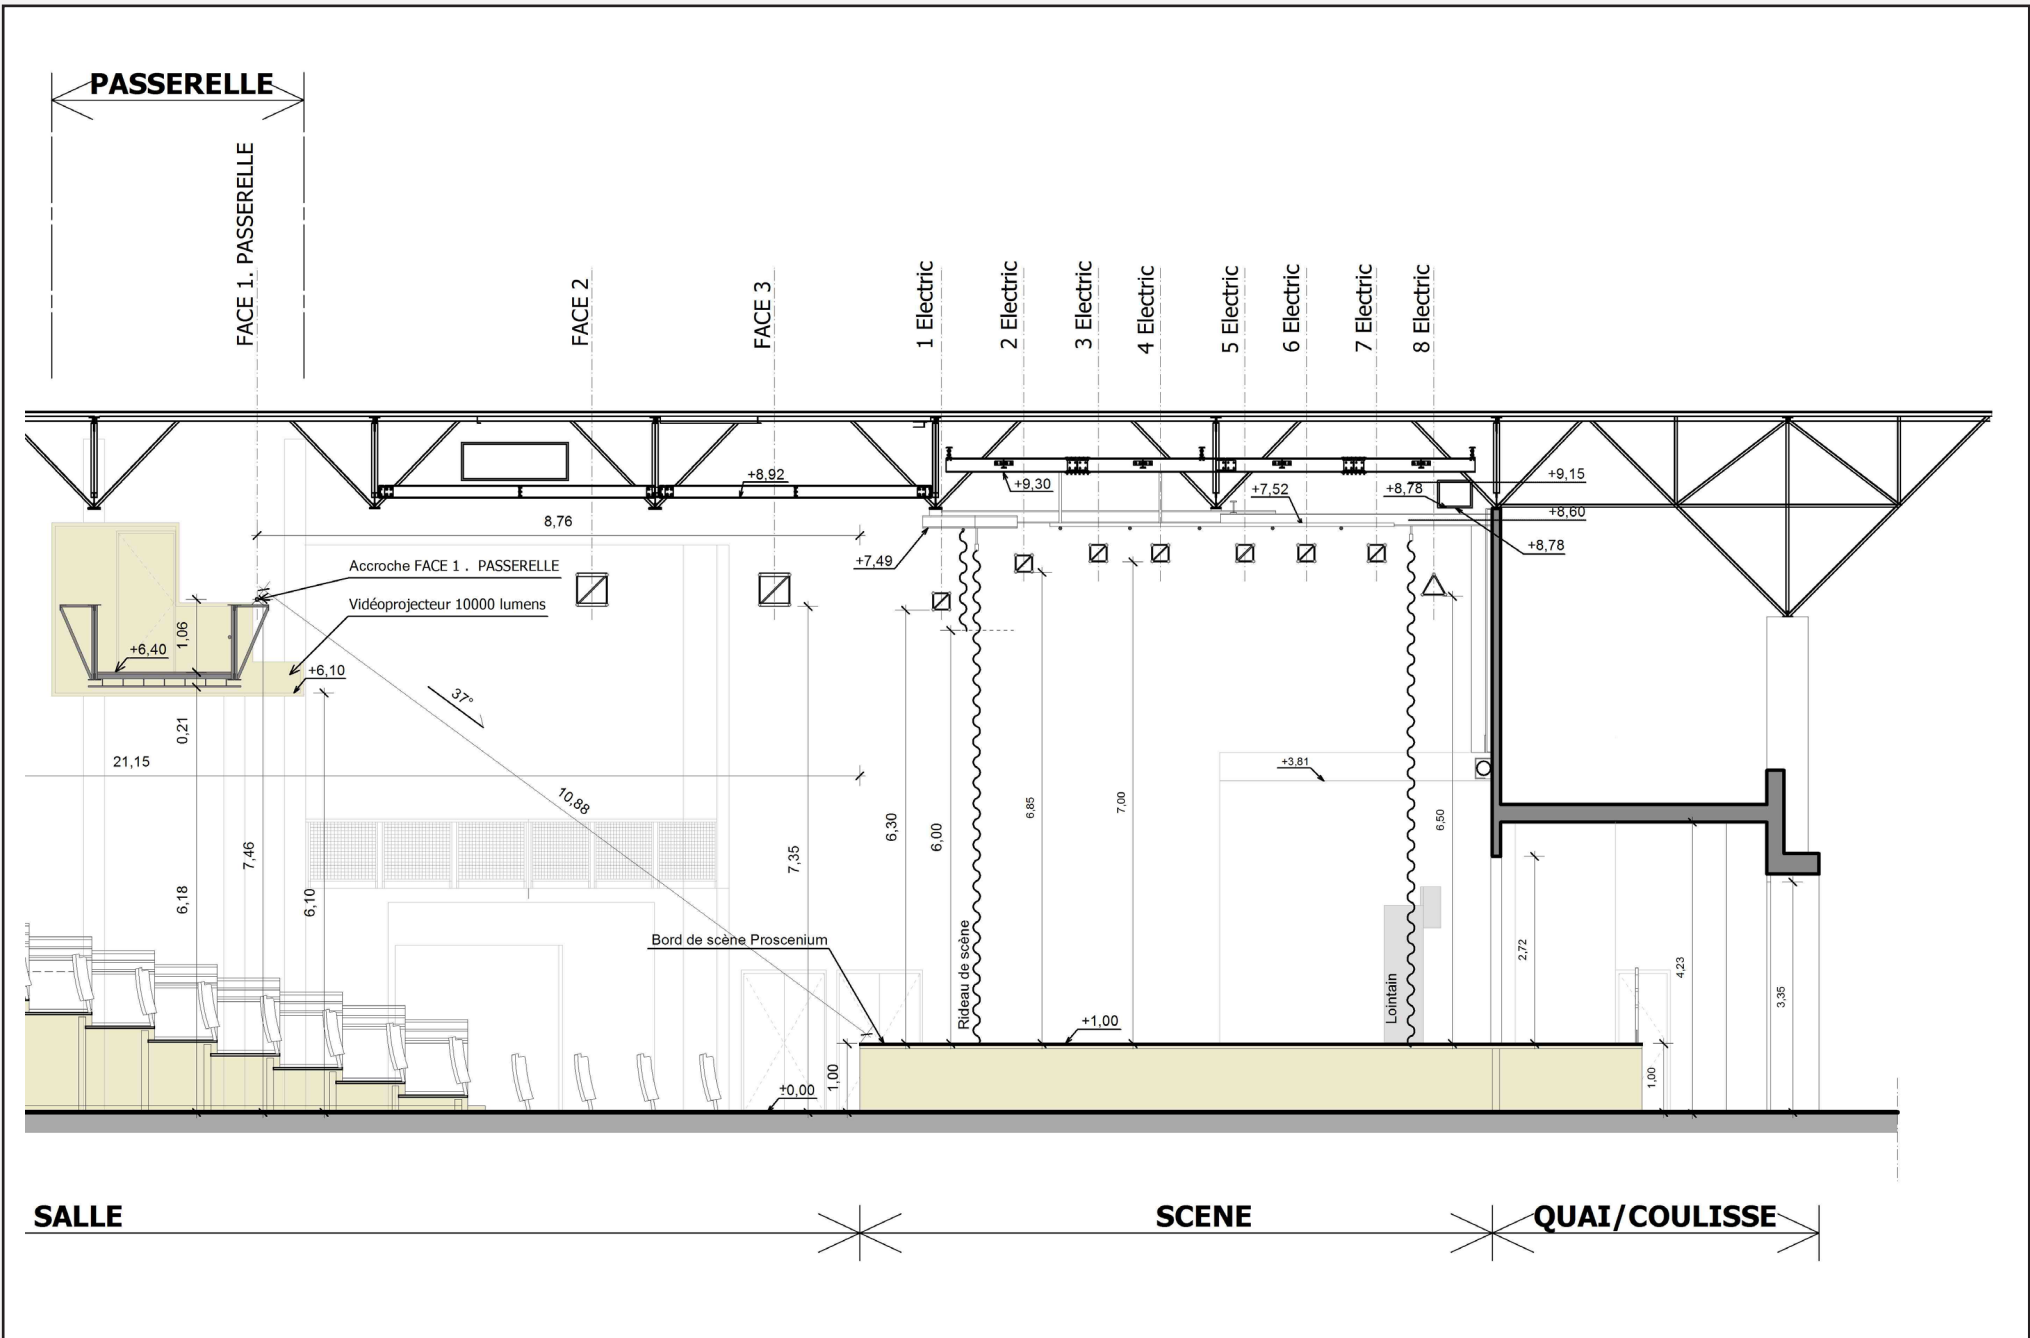 PASSERELLE
FACE 1. PASSERELLE
FACE 2
FACE 3
1 Electric
2 Electric
3 Electric
4 Electric
5 Electric
6 Electric
7 Electric
8 Electric
+8,92
+9,30
+7,52
+8,78
+9,15
+8,60
+8,78
8,76
+7,49
Accroche FACE 1 . PASSERELLE
Vidéoprojecteur 10000 lumens
1,06
+6,40
+6,10
37°
0,21
21,15
10,88
+3,81
7,46
6,18
6,10
7,35
6,30
6,00
6,85
7,00
6,50
2,72
4,23
3,35
Bord de scène Proscenium
Rideau de scène
Lointain
+1,00
±0,00
1,00
1,00
SALLE
SCENE
QUAI/COULISSE